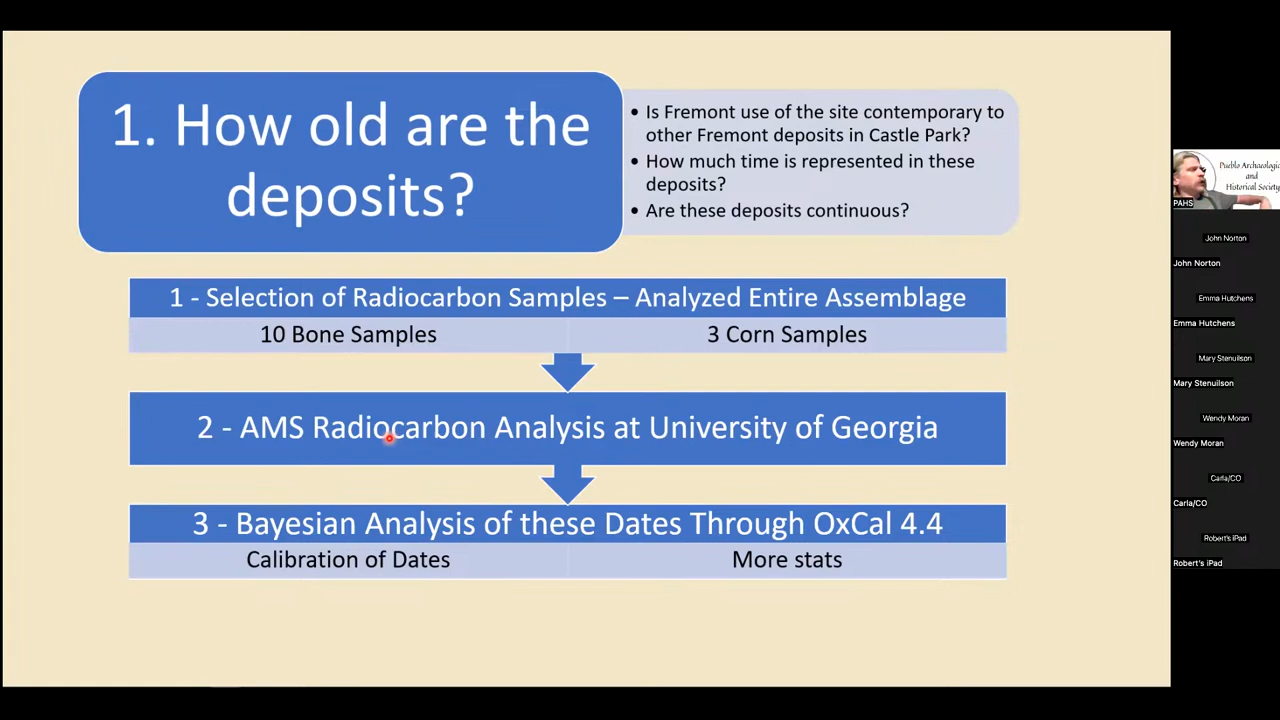 1. How old are the
deposits?
• Is Fremont use of the site contemporary to
other Fremont deposits in Castle Park?
• How much time is represented in these
deposits?
• Are these deposits continuous?
1 - Selection of Radiocarbon Samples – Analyzed Entire Assemblage
10 Bone Samples
3 Corn Samples
2 - AMS Radiocarbon Analysis at University of Georgia
3 - Bayesian Analysis of these Dates Through OxCal 4.4
Calibration of Dates
More stats
Pueblo Archaeologic
and
Historical Society
PAHS
John Norton
John Norton
Emma Hutchens
Emma Hutchens
Mary Stenuilson
Mary Stenuilson
Wendy Moran
Wendy Moran
Carla/CO
Carla/CO
Robert's iPad
Robert's iPad